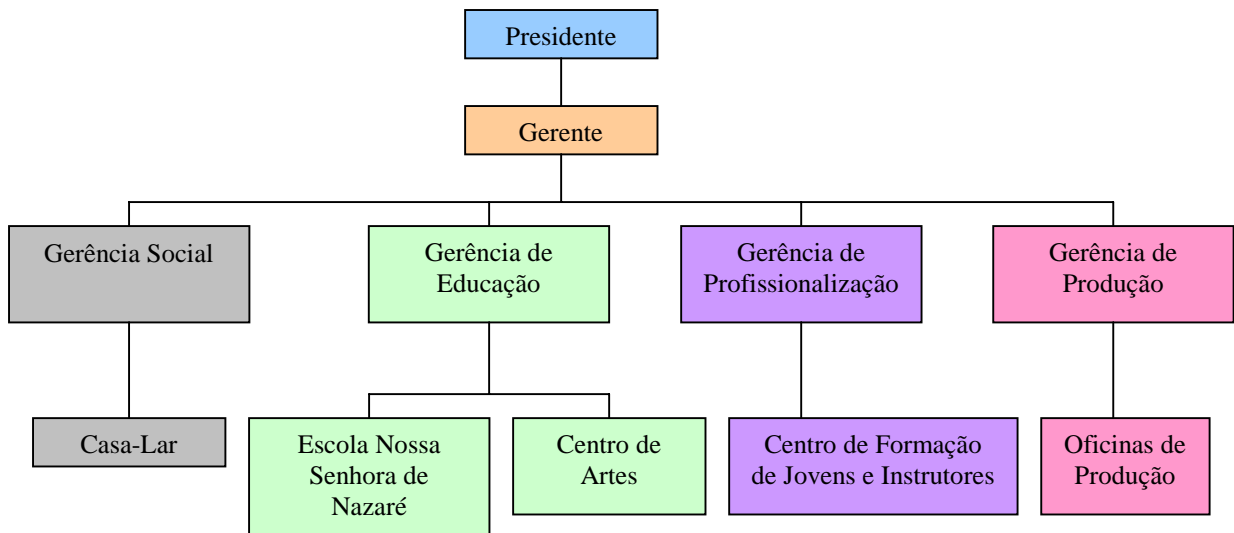 Presidente
Gerente
Gerência Social
Gerência de
Educação
Gerência de
Profissionalização
Gerência de
Produção
Casa-Lar
Escola Nossa
Senhora de
Nazaré
Centro de
Artes
Centro de Formação
de Jovens e Instrutores
Oficinas de
Produção